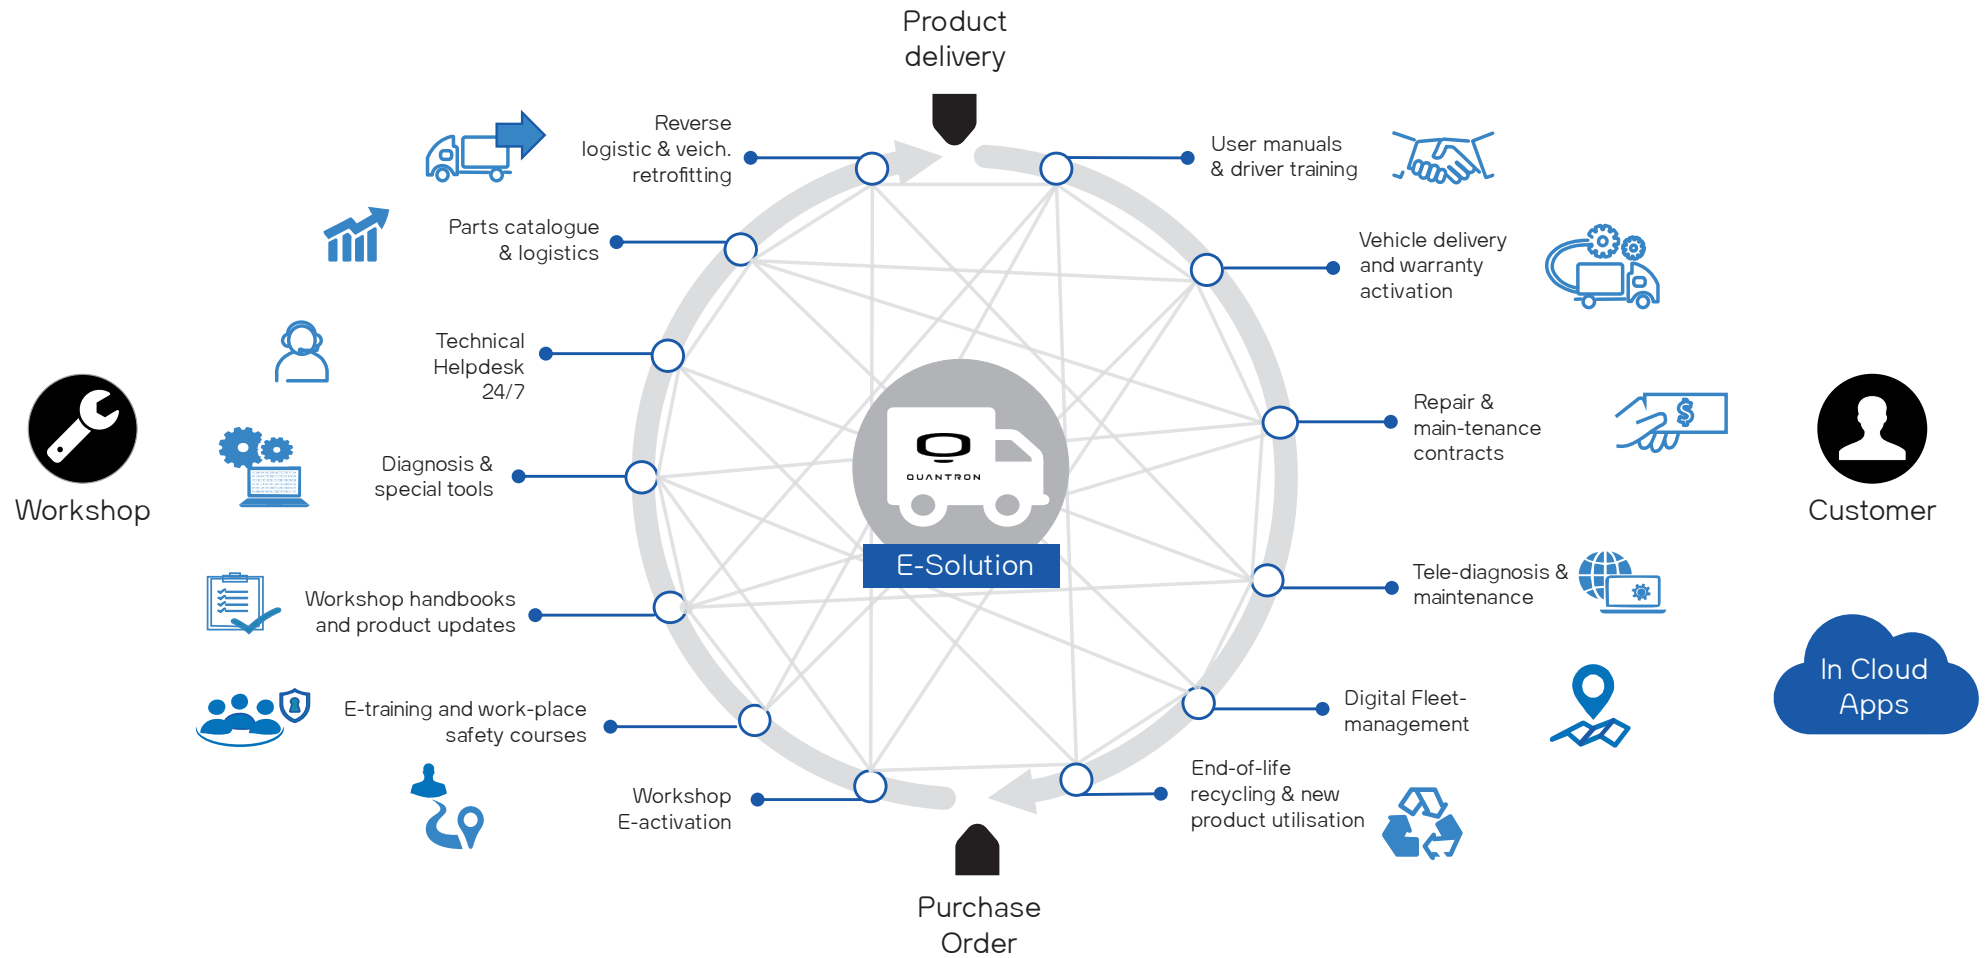 Product
delivery
Reverse
logistic & veich.
retrofitting
Parts catalogue
& logistics
Technical
Helpdesk
24/7
Diagnosis &
special tools
Workshop handbooks
and product updates
E-training and work-place
safety courses
Workshop
E-activation
Workshop
QUANTRON
E-Solution
User manuals
& driver training
Vehicle delivery
and warranty
activation
Repair &
main-tenance
contracts
$
Tele-diagnosis &
maintenance
Digital Fleet-
management
End-of-life
recycling & new
product utilisation
Customer
In Cloud
Apps
Purchase
Order